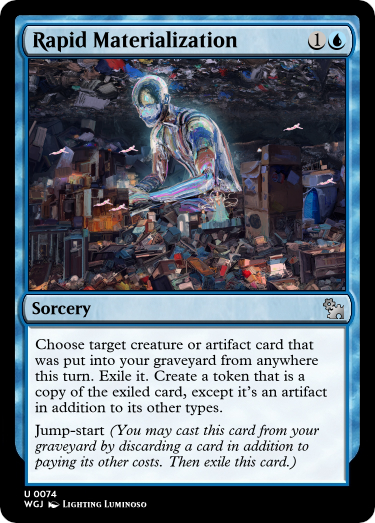 Rapid Materialization 1
Sorcery
Choose target creature or artifact card that
was put into your graveyard from anywhere
this turn. Exile it. Create a token that is a
copy of the exiled card, except it's an artifact
in addition to its other types.
Jump-start (You may cast this card from your
graveyard by discarding a card in addition to
paying its other costs. Then exile this card.)
U 0074
WGJ Lighting Luminoso